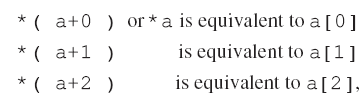 * ( a+0 ) or * a is equivalent to a[0]
* ( a+1 ) is equivalent to a[1]
* ( a+2 ) is equivalent to a[2],